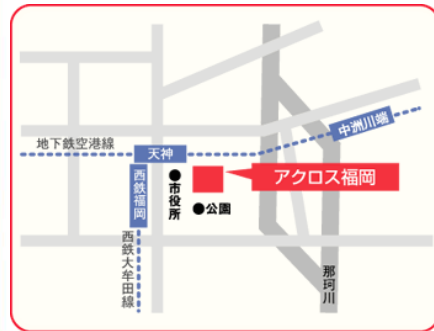 中洲川端
地下鉄空港線
天神
アクロス福岡
西鉄福岡
●市役所
●公園
西鉄大牟田線
那珂川